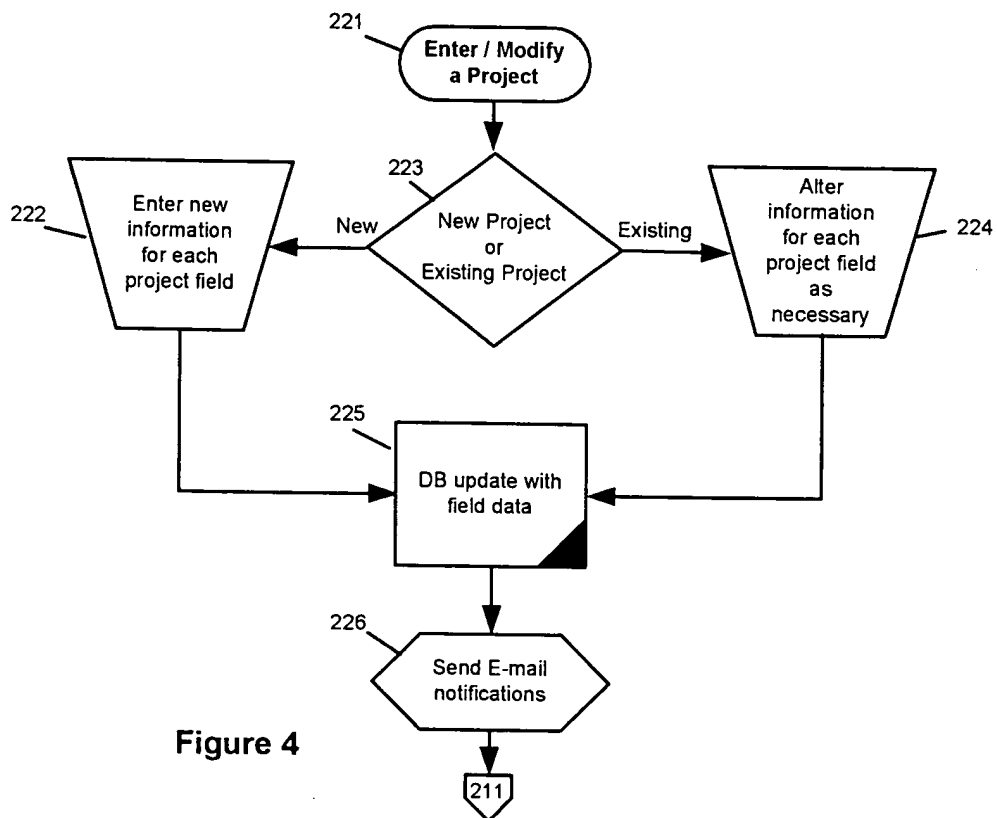 221
Enter / Modify
a Project
223
New Project
or
Existing Project
New
Existing
222
Enter new
information
for each
project field
Alter
information
for each
project field
as
necessary
224
225
DB update with
field data
226
Send E-mail
notifications
Figure 4
211